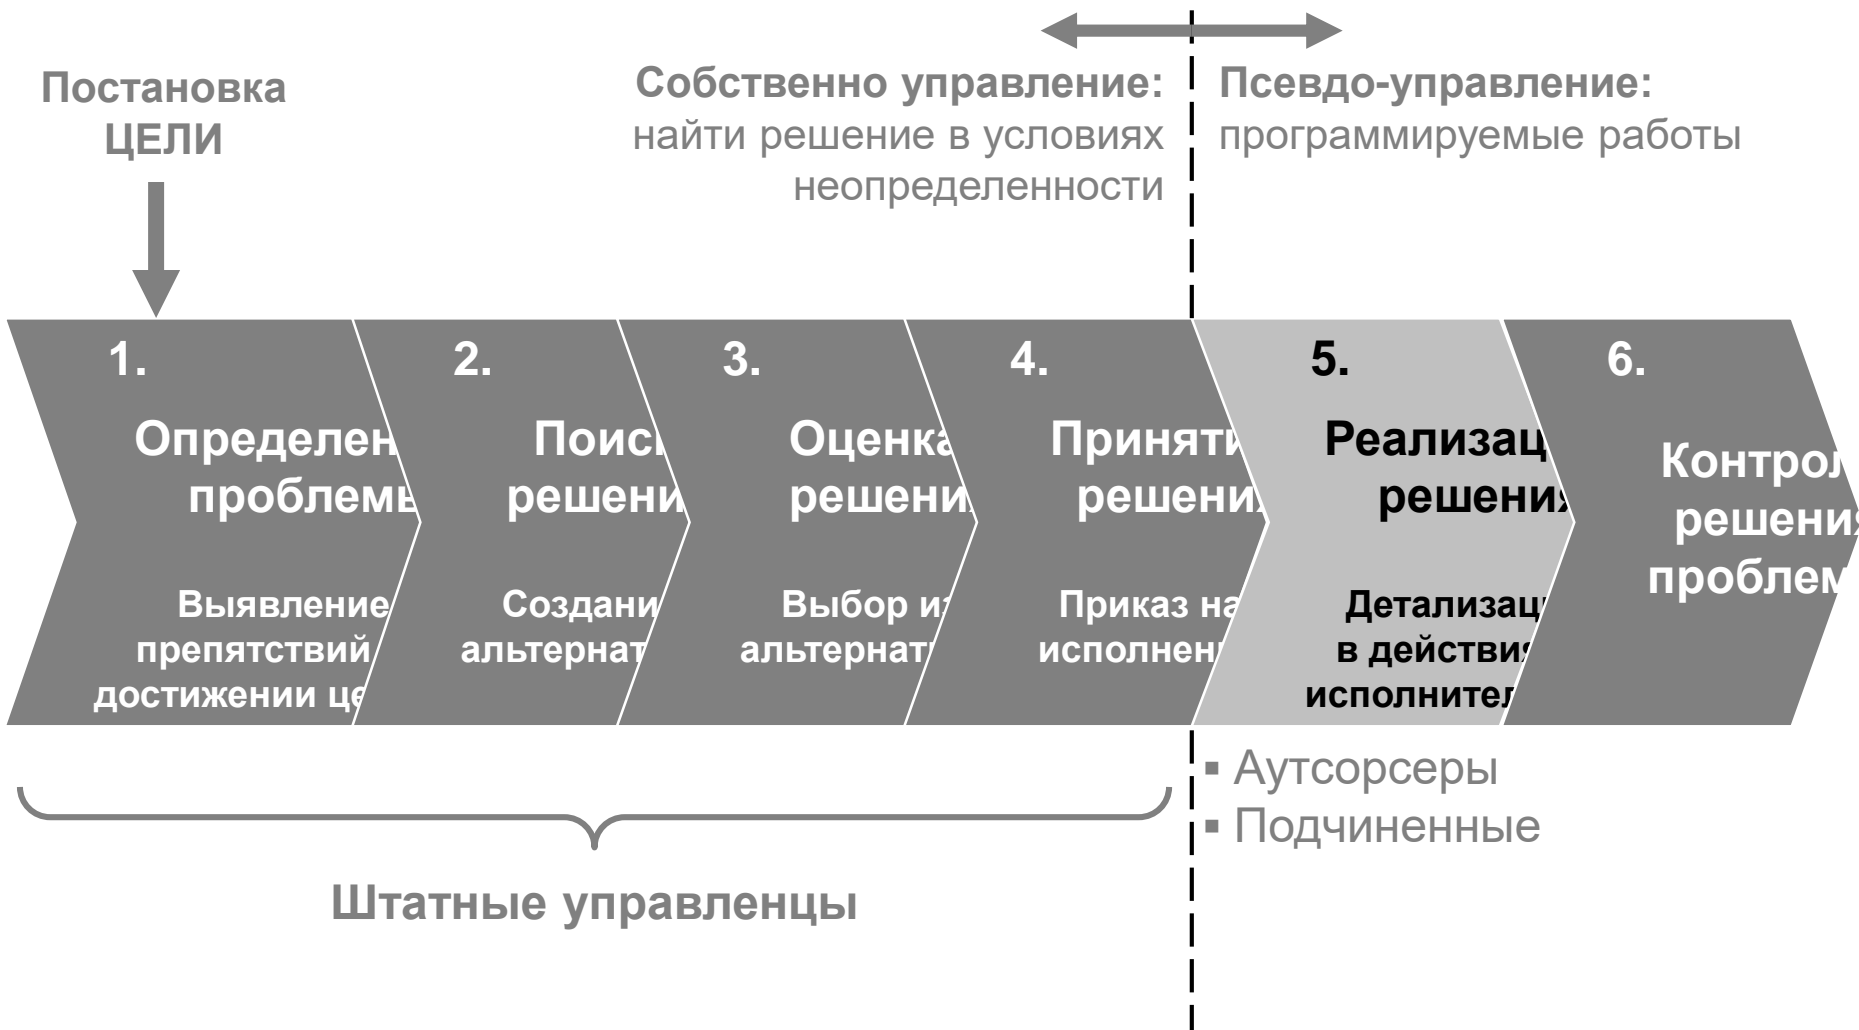 Постановка
ЦЕЛИ
Собственно управление:
найти решение в условиях
неопределенности
Псевдо-управление:
программируемые работы
1.
Определен
проблемы
Выявление
препятствий
достижении це
2.
Поиск
решени
Создани
альтернат
3.
Оценка
решени
Выбор из
альтернат
4.
Приняти
решени
Приказ на
исполнен
5.
Реализац
решения
Детализац
в действия
исполнител
6.
Контрол
решения
проблем
Штатные управленцы
▪ Аутсорсеры
▪ Подчиненные